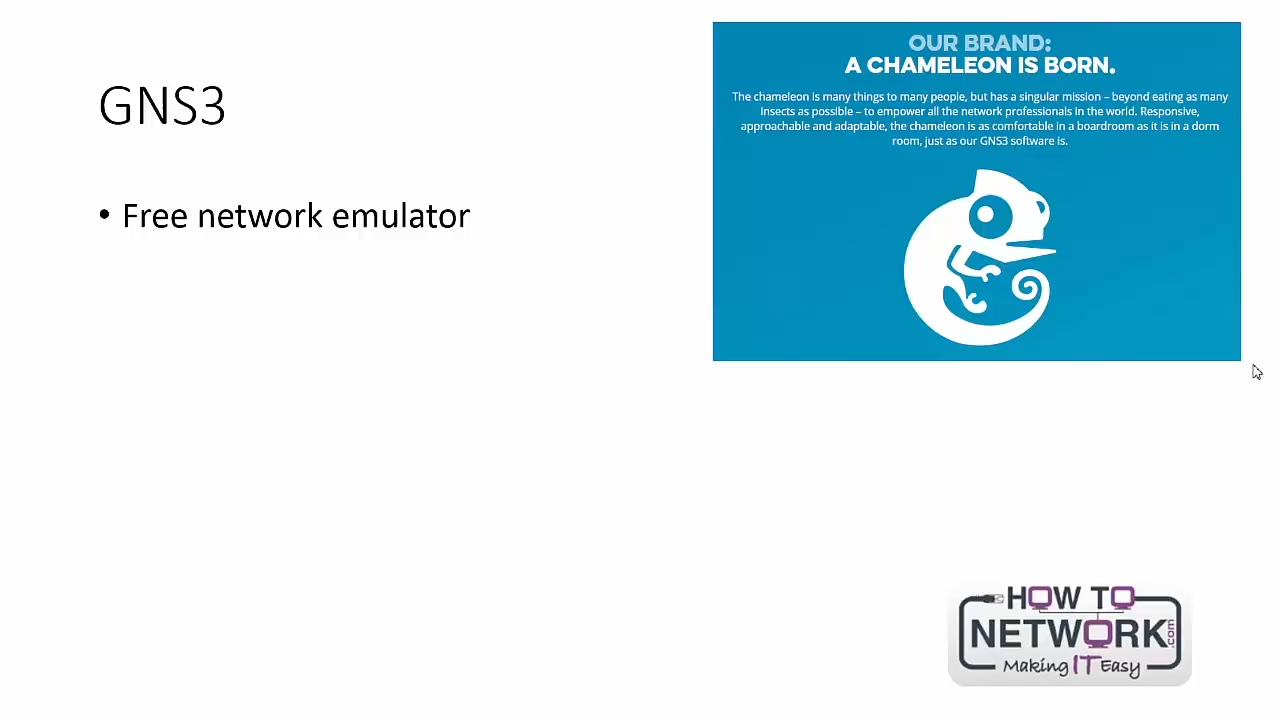 GNS3
• Free network emulator
OUR BRAND:
A CHAMELEON IS BORN.
The chameleon is many things to many people, but has a singular mission – beyond eating as many
insects as possible – to empower all the network professionals in the world. Responsive,
approachable and adaptable, the chameleon is as comfortable in a boardroom as it is in a dorm
room, just as our GNS3 software is.
HOW TO
NETWORK.com
Making IT Easy